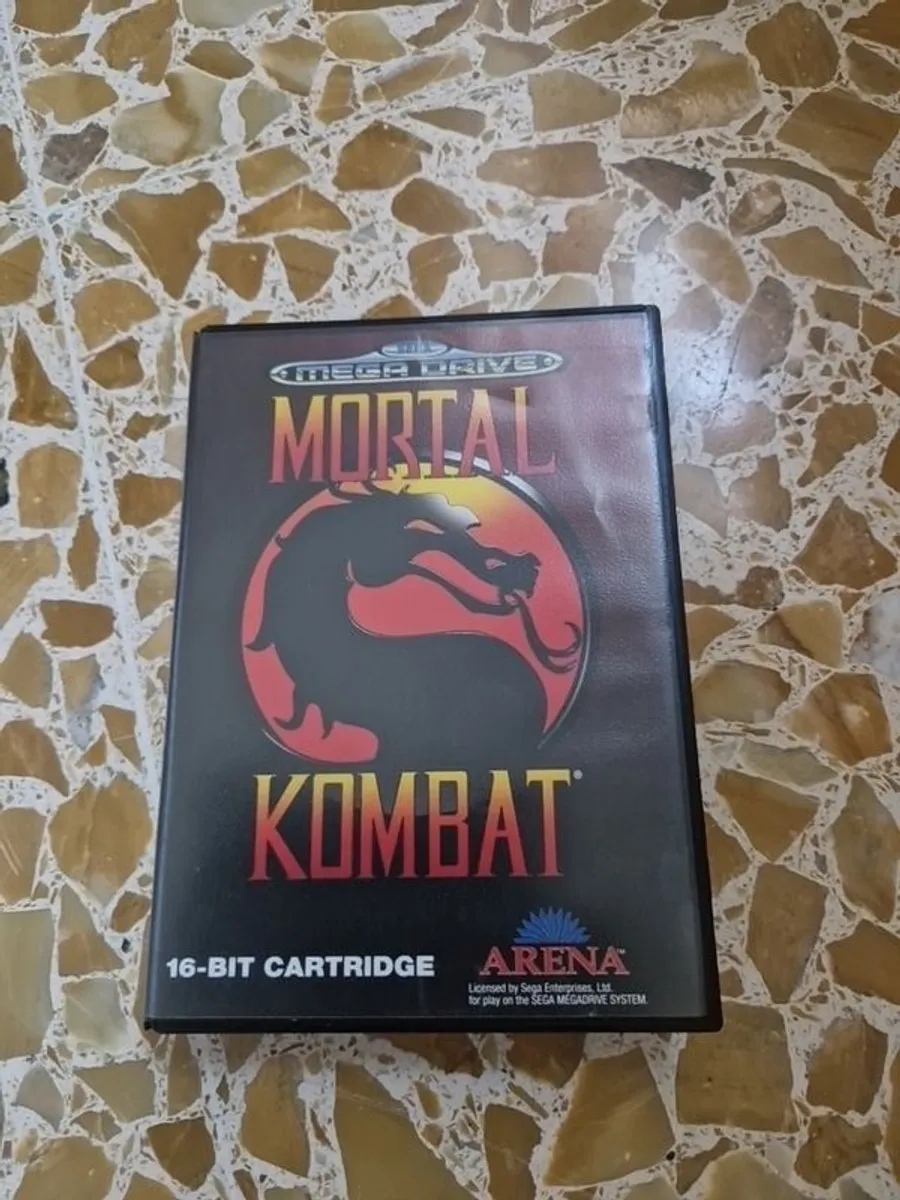 MEGA DRIVE
MORTAL
KOMBAT®
16-BIT CARTRIDGE
ARENA™
Licensed by Sega Enterprises, Ltd.
for play on the SEGA MEGADRIVE SYSTEM.